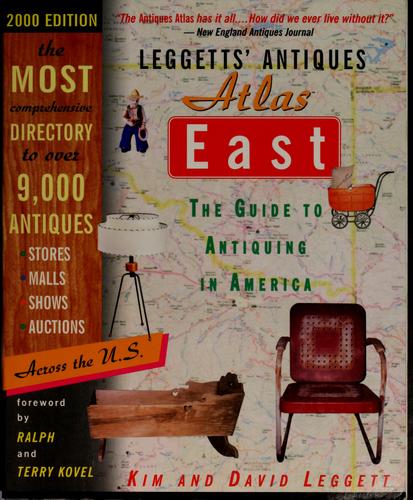 2000 EDITION
the
MOST
comprehensive
DIRECTORY
to over
9,000
ANTIQUES
• STORES
• MALLS
• SHOWS
• AUCTIONS
Across the U.S.
foreword
by
RALPH
and
TERRY KOVEL
"The Antiques Atlas has it all.... How did we ever live without it?"
— New England Antiques Journal
LEGGETTS' ANTIQUES
Atlas
East
THE GUIDE TO
ANTIQUING
IN AMERICA
KIM AND DAVID LEGGETT